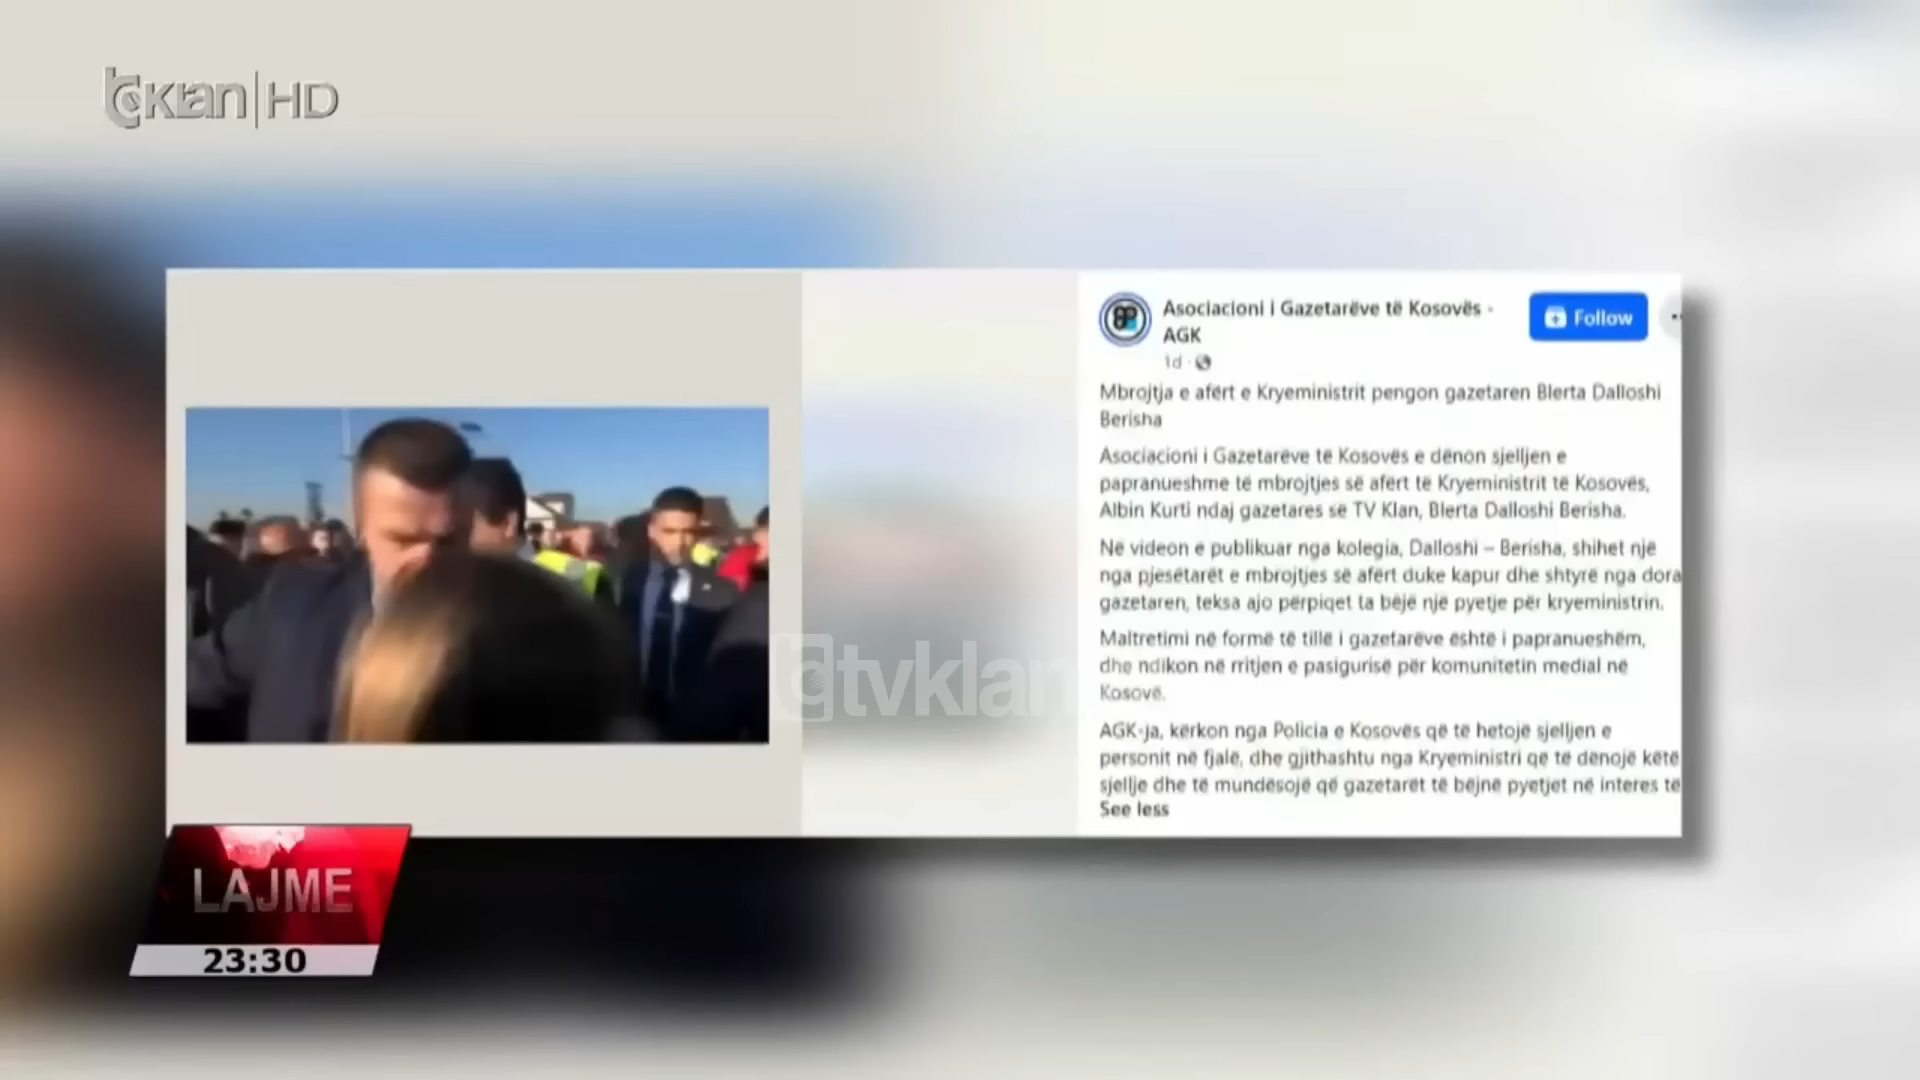 tvklan|HD
Asociacioni i Gazetarëve të Kosovës -
AGK
Follow
1d ·
Mbrojtja e afërt e Kryeministrit pengon gazetaren Blerta Dalloshi
Berisha
Asociacioni i Gazetarëve të Kosovës e dënon sjelljen e
papranueshme të mbrojtjes së afërt të Kryeministrit të Kosovës,
Albin Kurti ndaj gazetares së TV Klan, Blerta Dalloshi Berisha.
Në videon e publikuar nga kolegia, Dalloshi – Berisha, shihet një
nga pjesëtarët e mbrojtjes së afërt duke kapur dhe shtyrë nga dora
gazetaren, teksa ajo përpiqet ta bëjë një pyetje për kryeministrin.
Maltretimi në formë të tillë i gazetarëve është i papranueshëm,
dhe ndikon në rritjen e pasigurisë për komunitetin medial në
Kosovë.
AGK-ja, kërkon nga Policia e Kosovës që të hetojë sjelljen e
personit në fjalë, dhe gjithashtu nga Kryeministri që të dënojë këtë
sjellje dhe të mundësojë që gazetarët të bëjnë pyetjet në interes të
See less
tvklan
LAJME
23:30